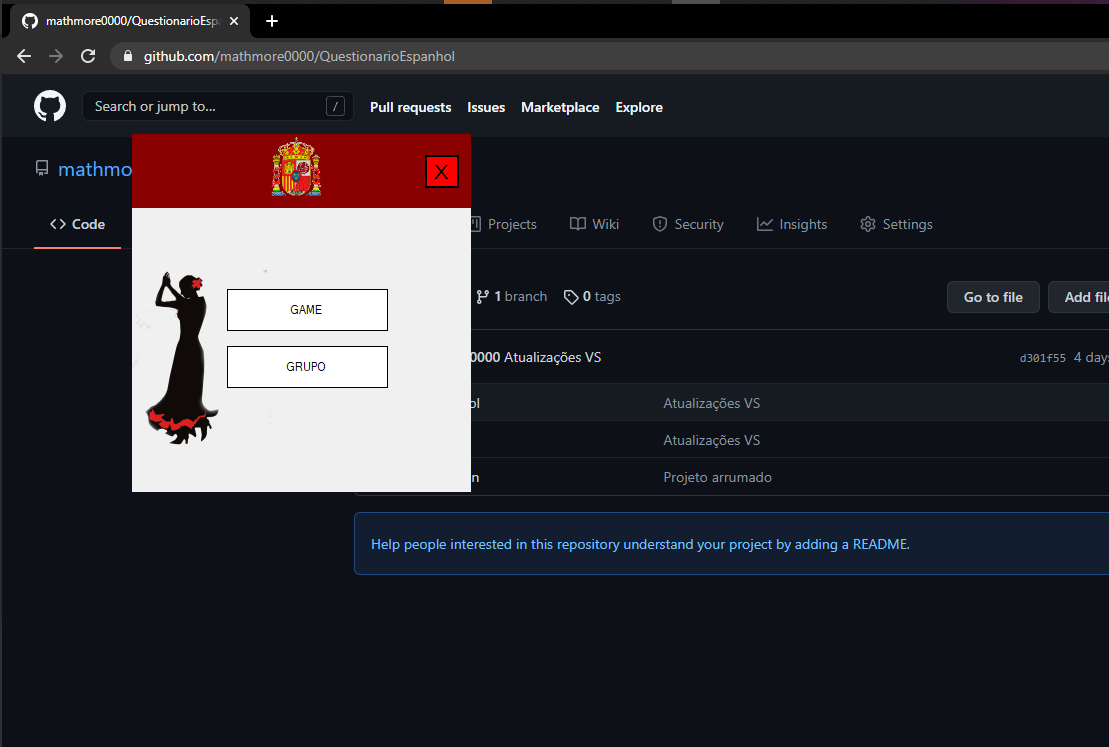 mathmore0000/QuestionarioEspa
github.com/mathmore0000/QuestionarioEspanhol
Search or jump to... /
Pull requests Issues Marketplace Explore
mathmo
X
Code Projects Wiki Security Insights Settings
GAME
GRUPO
1 branch 0 tags Go to file Add file
0000 Atualizações VS d301f55 4 days
ol Atualizações VS
Atualizações VS
n Projeto arrumado
Help people interested in this repository understand your project by adding a README.